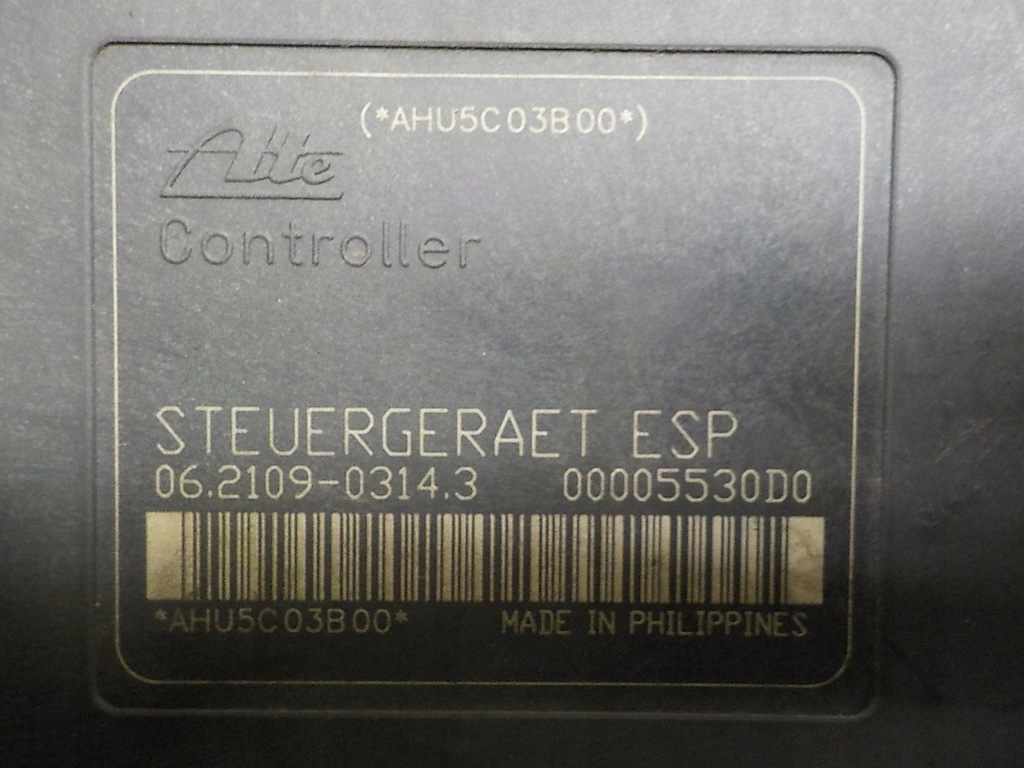 (*AHU5C03B00*)
Ate
Controller
STEUERGERAET ESP
06.2109-0314.3 00005530D0
*AHU5C03B00* MADE IN PHILIPPINES